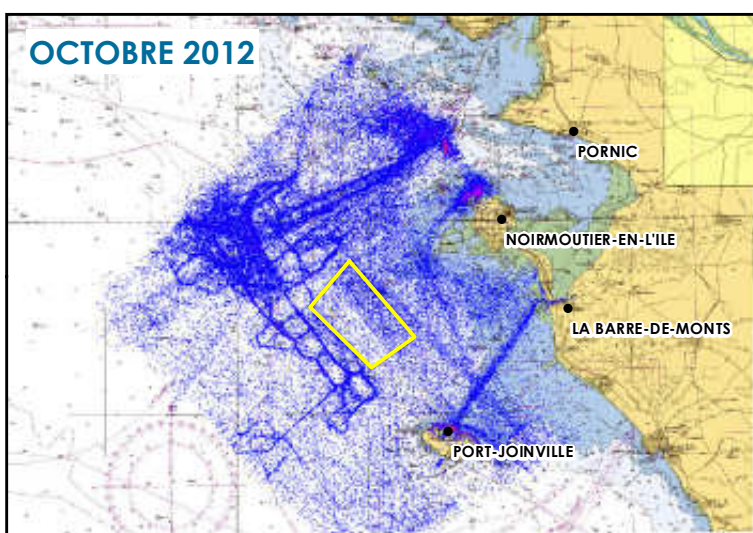 OCTOBRE 2012
PORNIC
NOIRMOUTIER-EN-L'ILE
LA BARRE-DE-MONTS
PORT-JOINVILLE